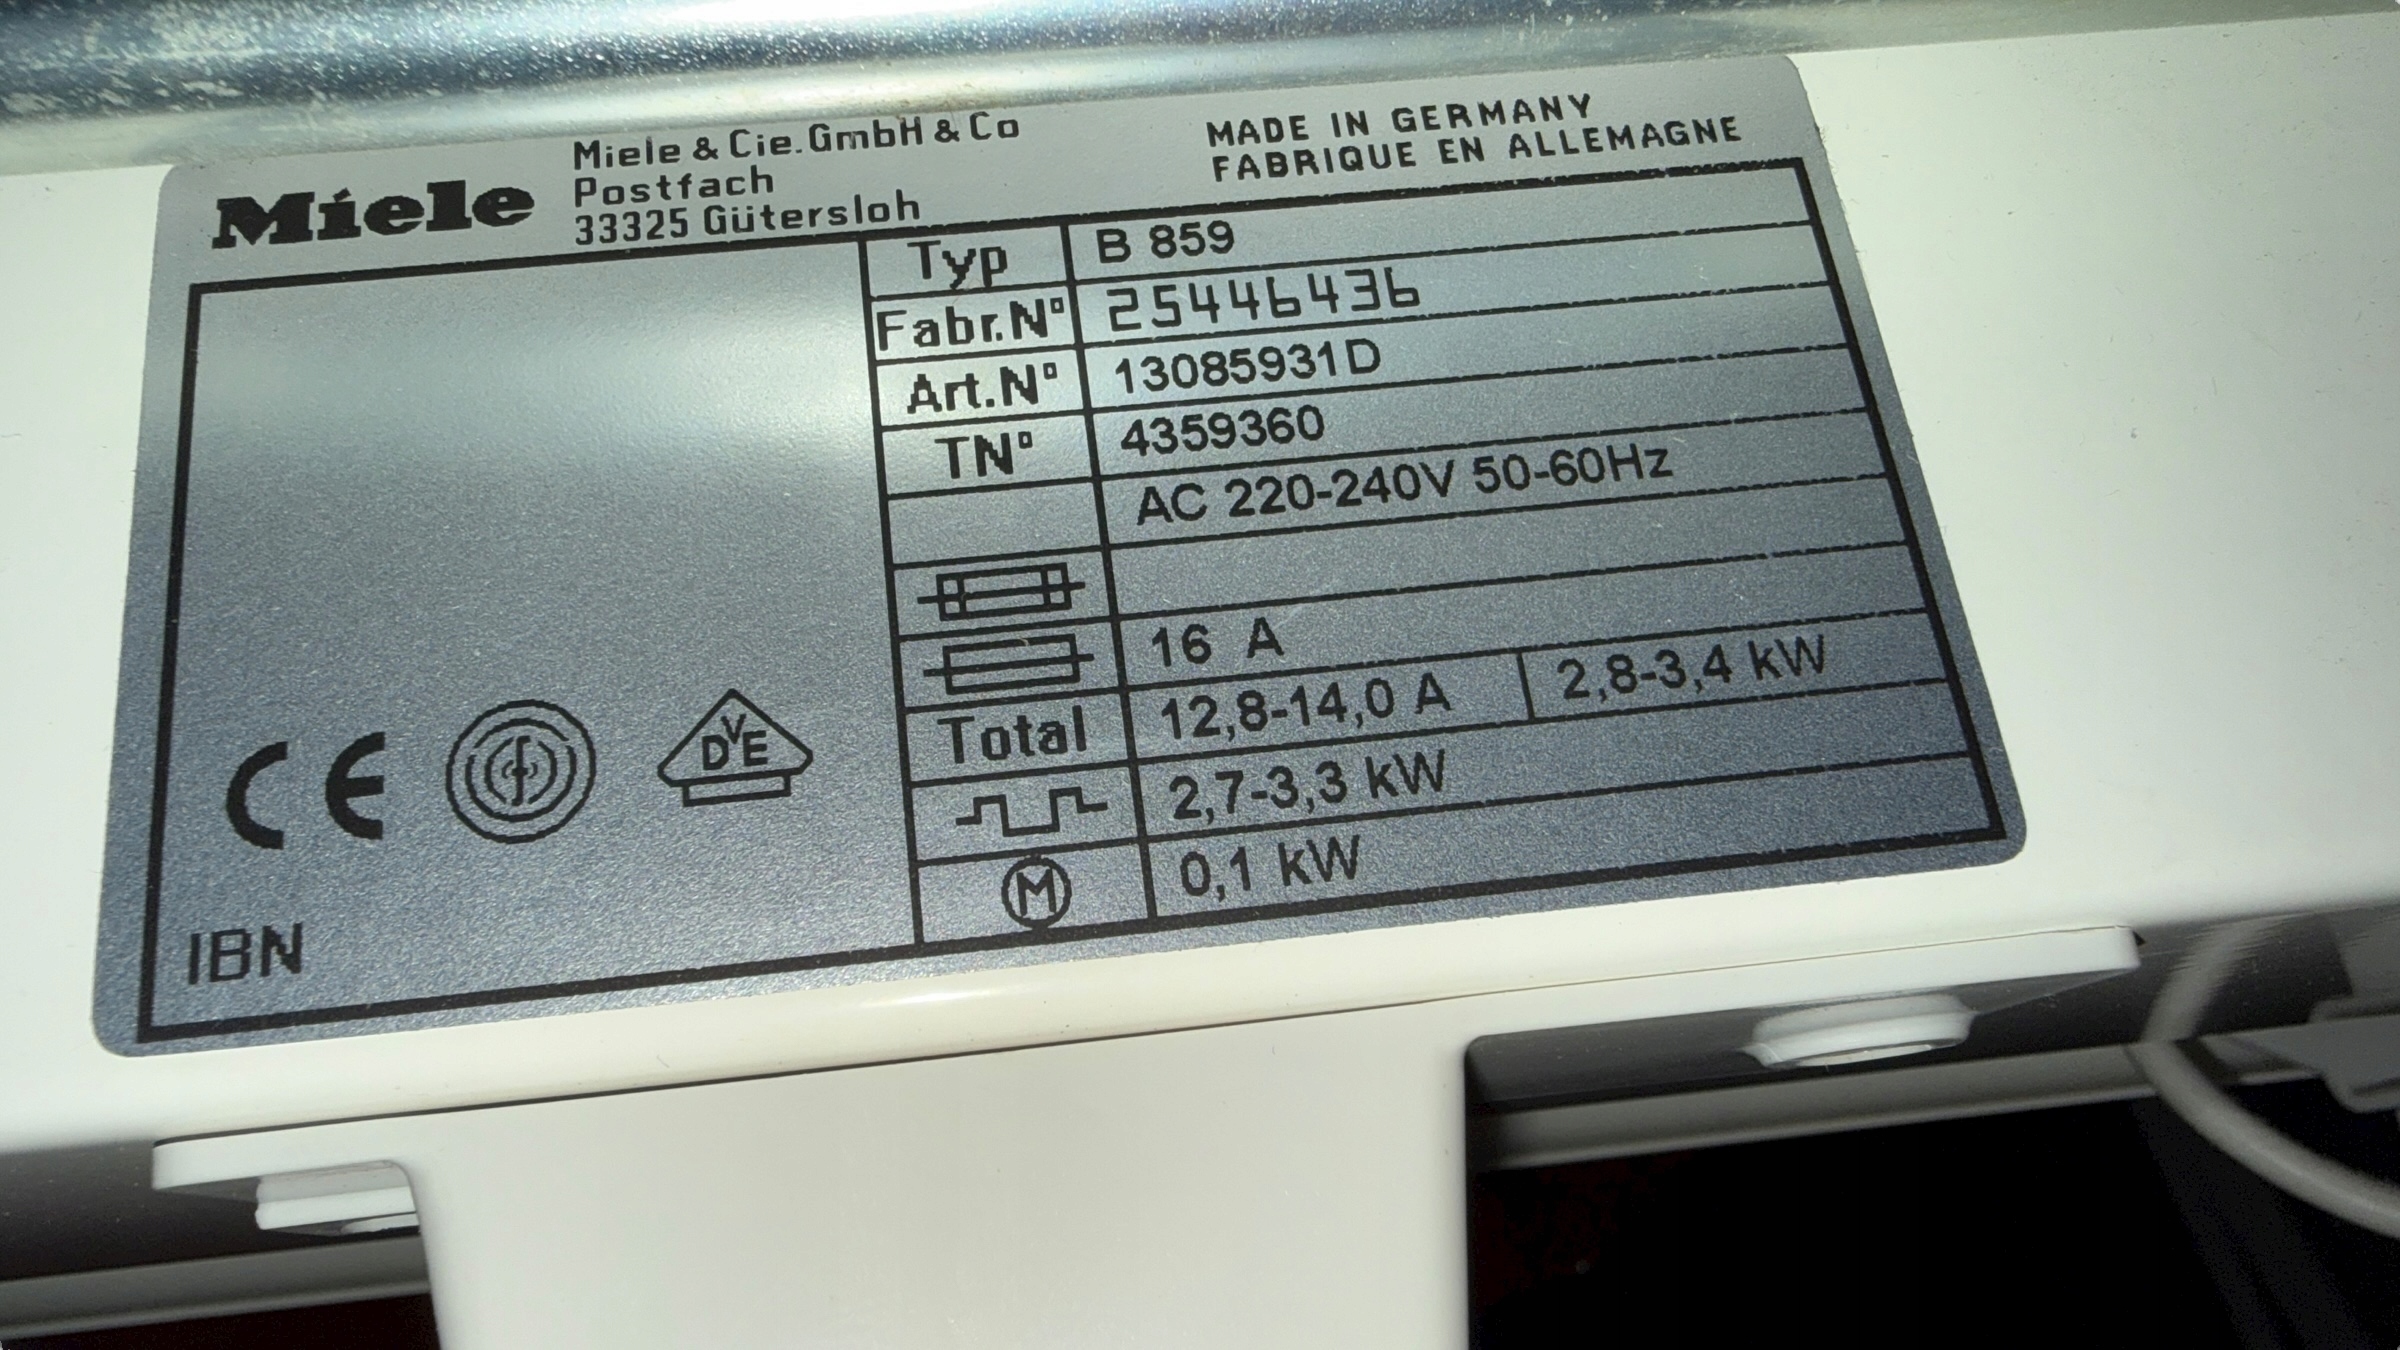 Miele
Miele & Cie. GmbH & Co
Postfach
33325 Gütersloh
MADE IN GERMANY
FABRIQUE EN ALLEMAGNE
Typ B 859
Fabr.N° 25446436
Art.N° 13085931D
TN° 4359360
AC 220-240V 50-60Hz
16 A
Total 12,8-14,0 A 2,8-3,4 kW
2,7-3,3 kW
M 0,1 kW
CE
DVE
IBN